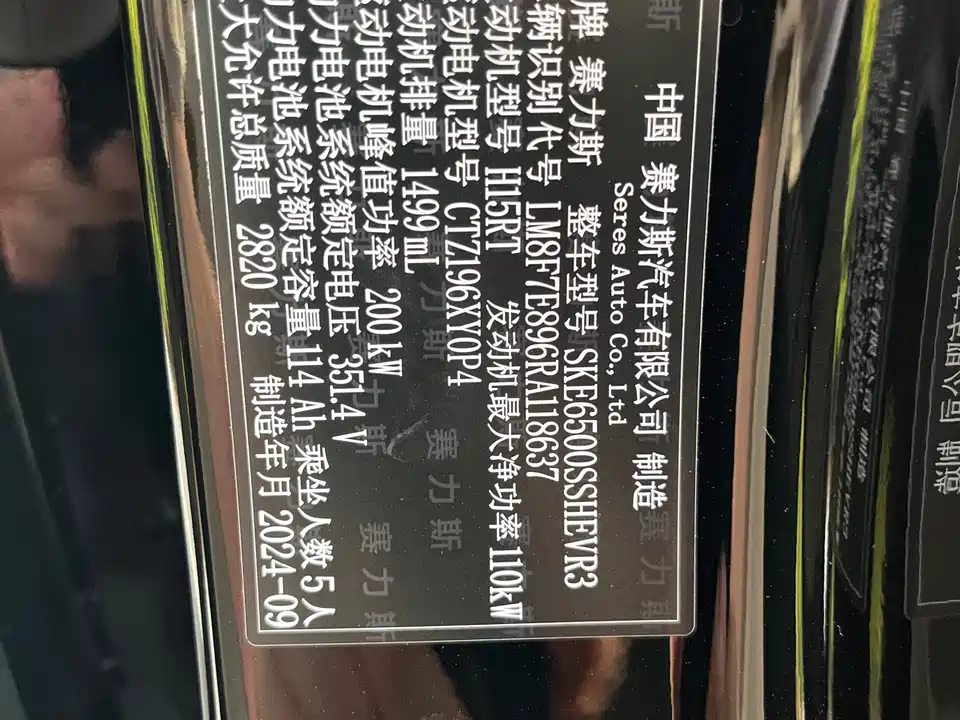 中国 赛力斯汽车有限公司 制造
Seres Auto Co., Ltd
牌 赛力斯 整车型号 SKE6500SSHEVR3
辆识别代号 LM8F7E896RA118637
动机型号 H15RT 发动机最大净功率 110kW
动电机型号 CTZ196XY0P4
动机排量 1499 mL
动电机峰值功率 200 kW
力电池系统额定电压 351.4 V
力电池系统额定容量 114 Ah 乘坐人数 5 人
大允许总质量 2820 kg 制造年月 2024-09